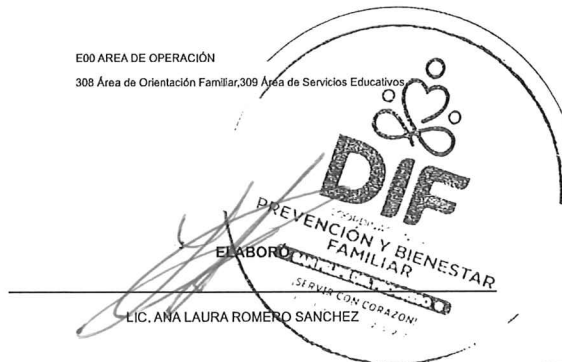 E00 AREA DE OPERACIÓN
308 Área de Orientación Familiar,309 Área de Servicios Educativos
DIF
PREVENCIÓN Y BIENESTAR
FAMILIAR
¡SERVIR CON CORAZÓN!
ELABORÓ
LIC. ANA LAURA ROMERO SANCHEZ